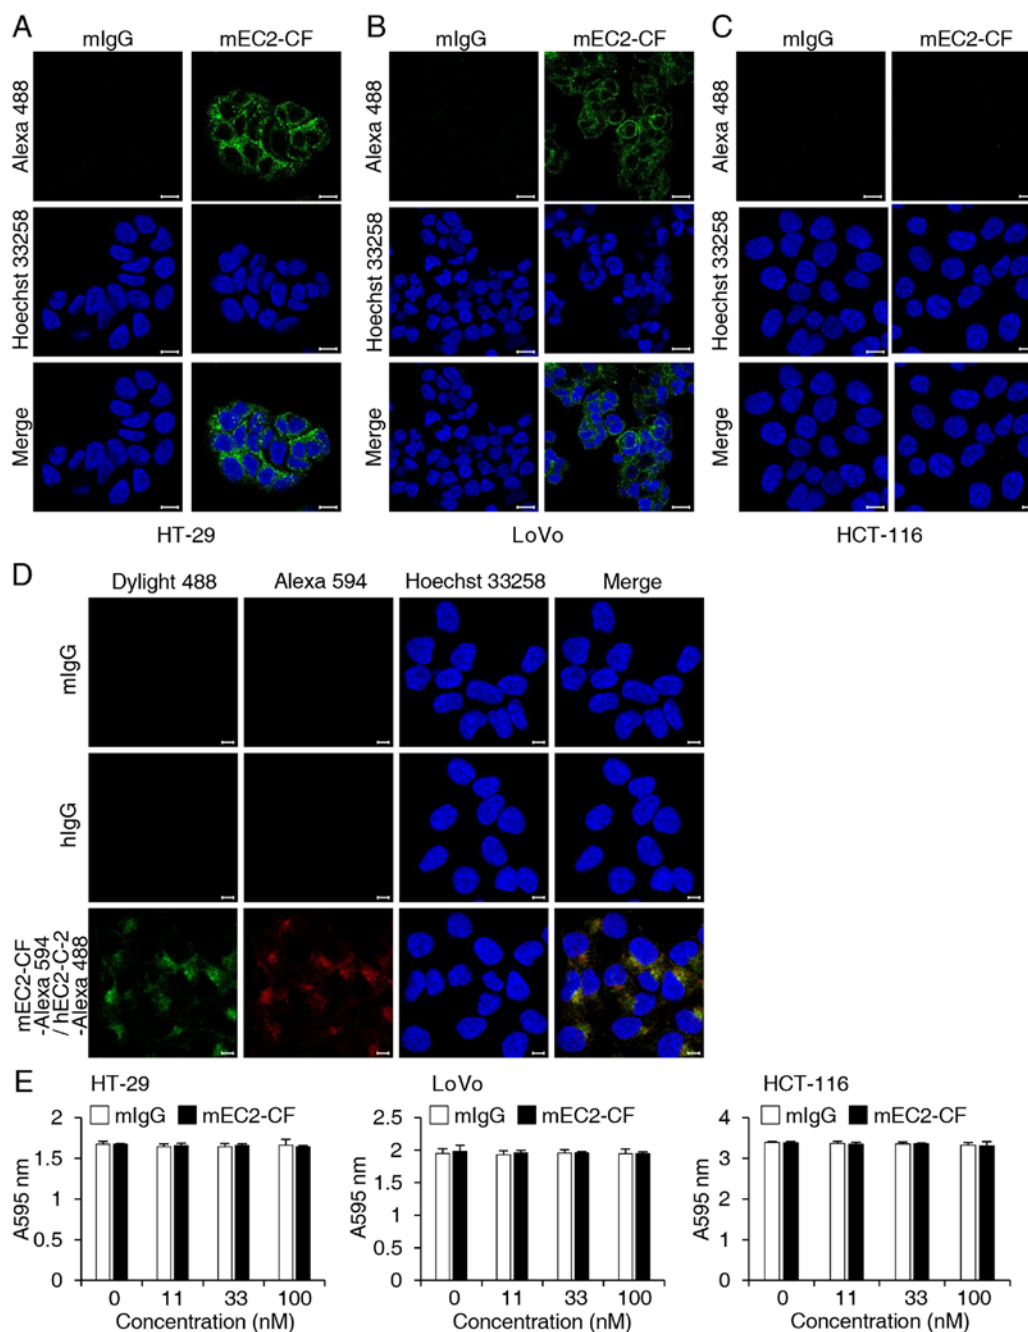 A
mIgG mEC2-CF
B
mIgG mEC2-CF
C
mIgG mEC2-CF
Alexa 488
Hoechst 33258
Merge
Alexa 488
Hoechst 33258
Merge
Alexa 488
Hoechst 33258
Merge
HT-29
LoVo
HCT-116
D
Dylight 488 Alexa 594 Hoechst 33258 Merge
mIgG
hIgG
mEC2-CF
-Alexa 594
/ hEC2-C-2
-Alexa 488
E
HT-29
mIgG mEC2-CF
A595 nm
2
1.5
1
0.5
0
0 11 33 100
Concentration (nM)
LoVo
mIgG mEC2-CF
A595 nm
2.5
2
1.5
1
0.5
0
0 11 33 100
Concentration (nM)
HCT-116
mIgG mEC2-CF
A595 nm
4
3.2
2.4
1.6
0.8
0
0 11 33 100
Concentration (nM)